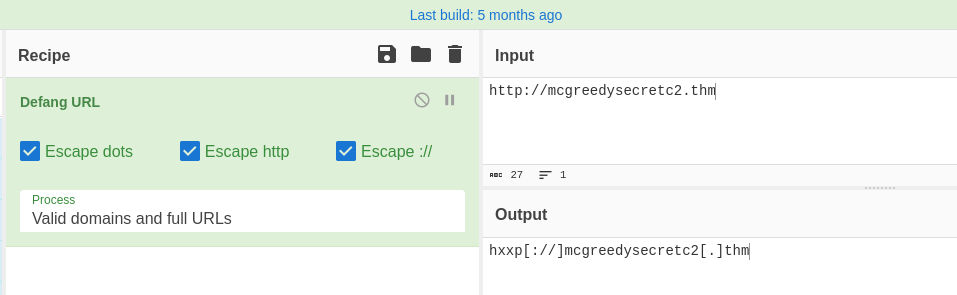 Last build: 5 months ago
Recipe
Defang URL
Escape dots
Escape http
Escape ://
Process
Valid domains and full URLs
Input
http://mcgreedysecretc2.thm
ABC 27 1
Output
hxxp[://]mcgreedysecretc2[.]thm